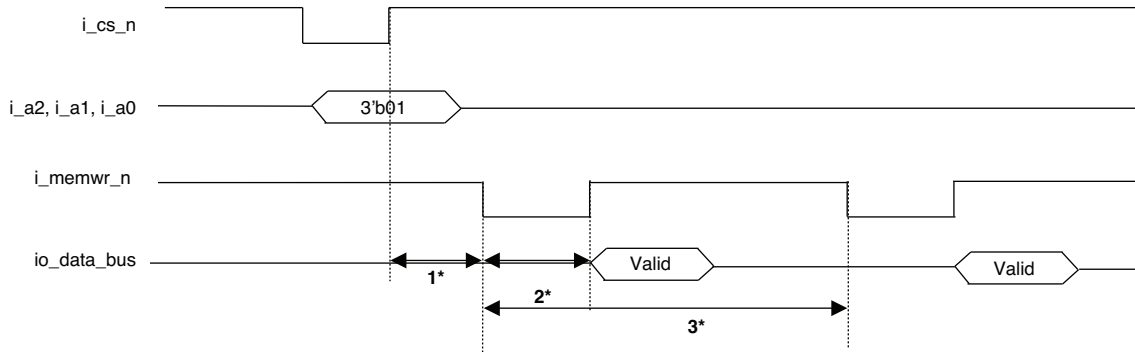 i_cs_n
i_a2, i_a1, i_a0
3'b01
i_memwr_n
io_data_bus
Valid
Valid
1*
2*
3*